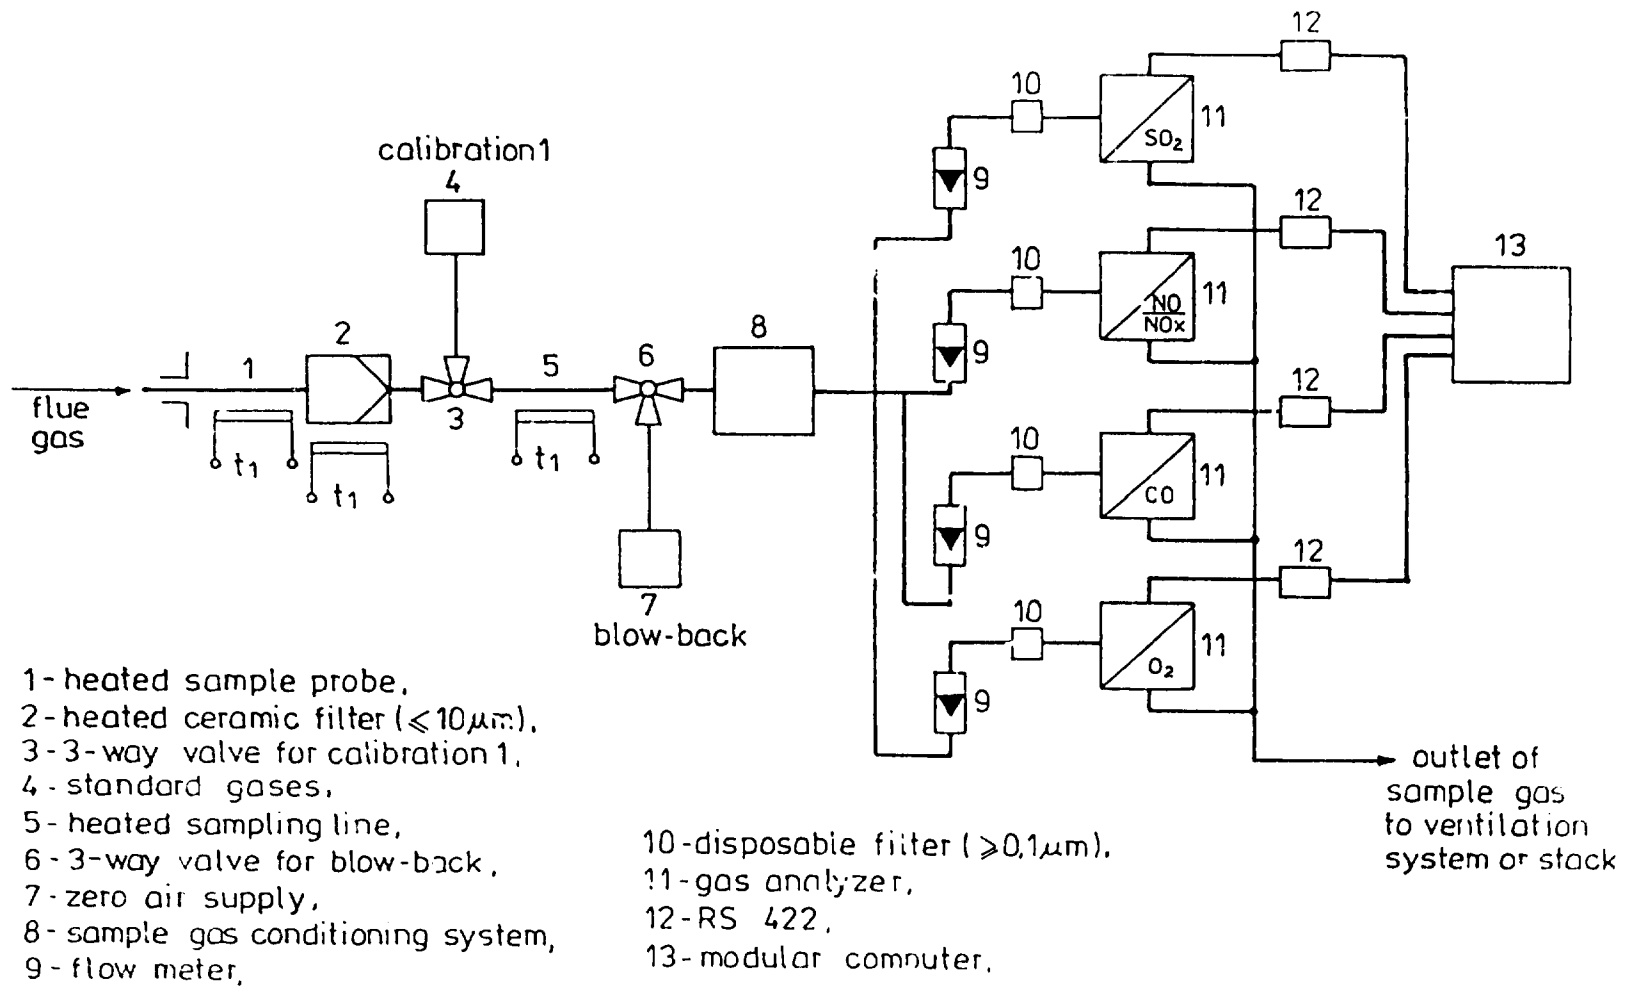 12
10
11
SO₂
calibration1
4
9
12
10
13
11
NO
NOx
2
8
9
1
5
6
flue
gas
3
12
t1
t1
t1
10
11
CO
9
12
7
blow-back
10
11
O₂
9
1-heated sample probe,
2-heated ceramic filter (⩽10μm),
3-3-way valve for calibration 1,
4 - standard gases,
5- heated sampling line,
6-3-way valve for blow-back,
7-zero air supply,
8- sample gas conditioning system,
9- flow meter,
10-disposable filter (⩾0,1μm),
11-gas analyzer,
12-RS 422,
13-modular computer,
outlet of
sample gas
to ventilation
system or stack